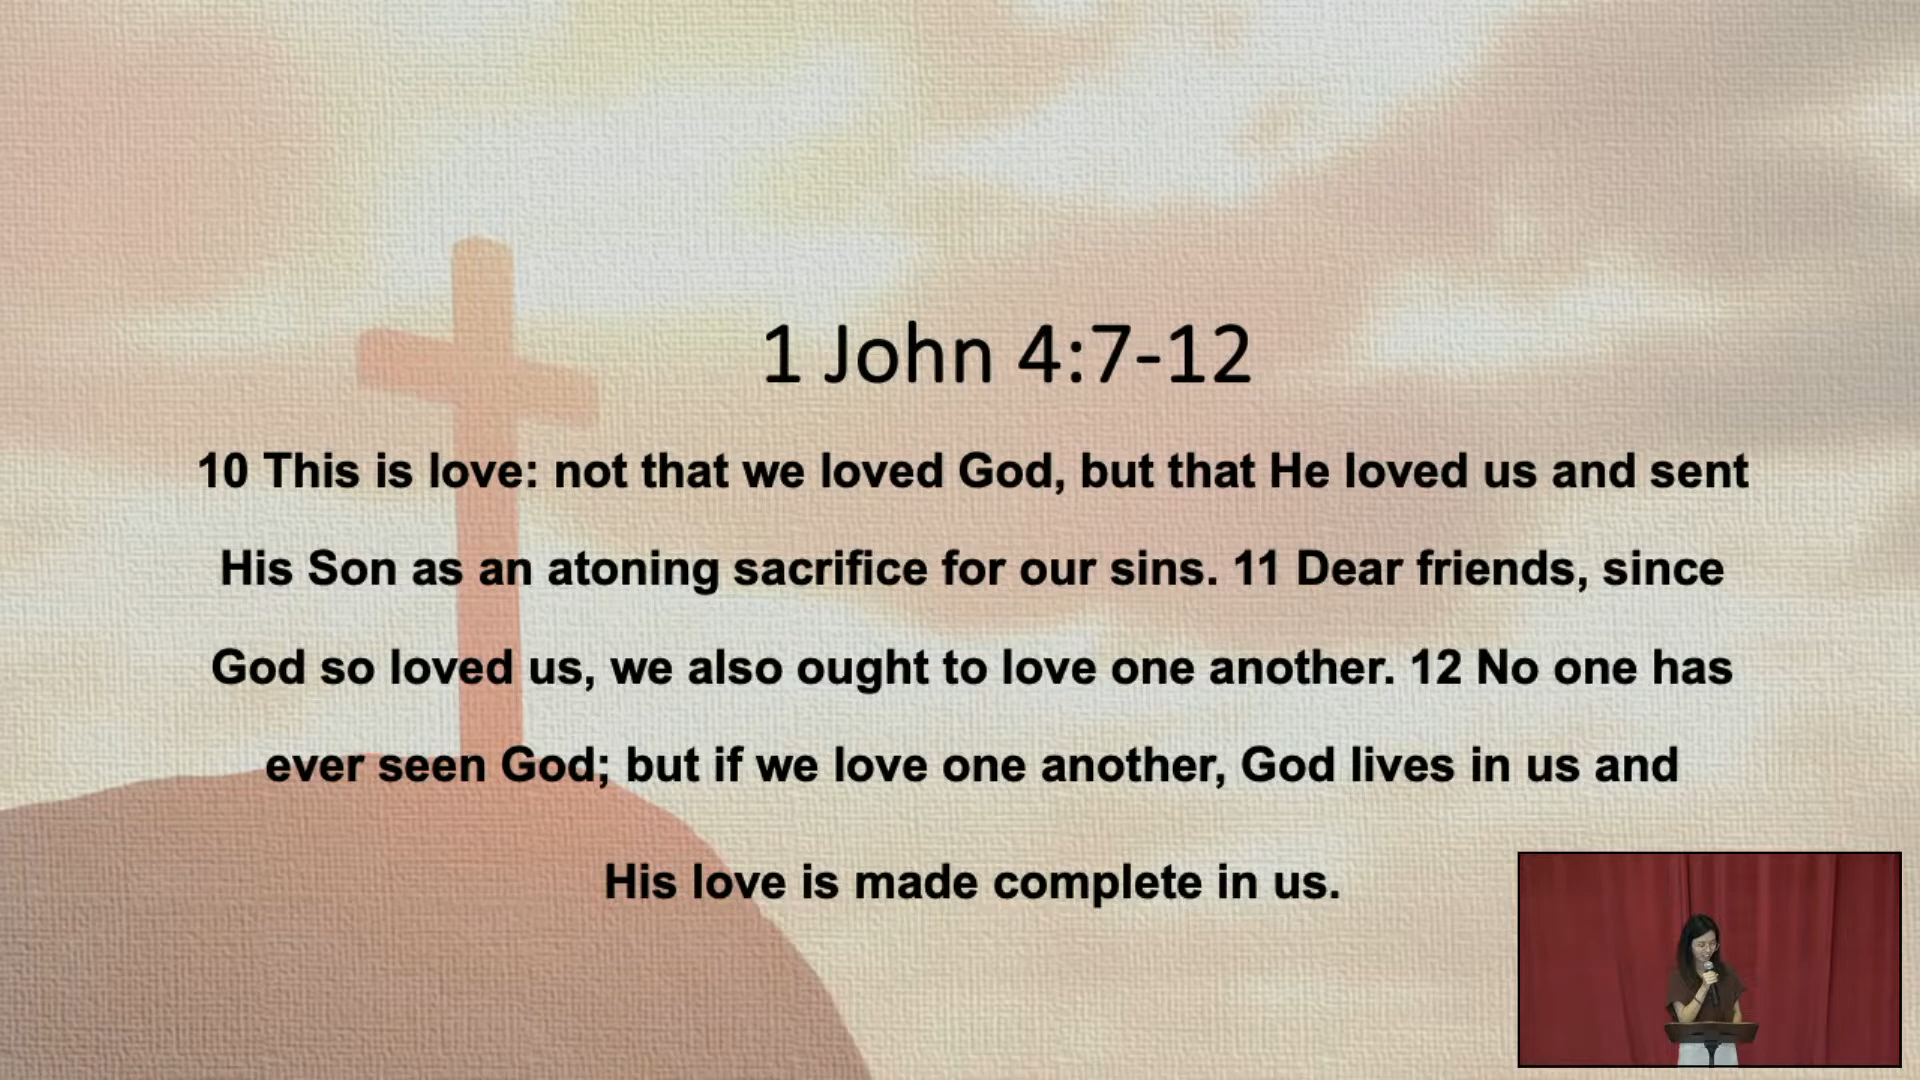 1 John 4:7-12
10 This is love: not that we loved God, but that He loved us and sent
His Son as an atoning sacrifice for our sins. 11 Dear friends, since
God so loved us, we also ought to love one another. 12 No one has
ever seen God; but if we love one another, God lives in us and
His love is made complete in us.